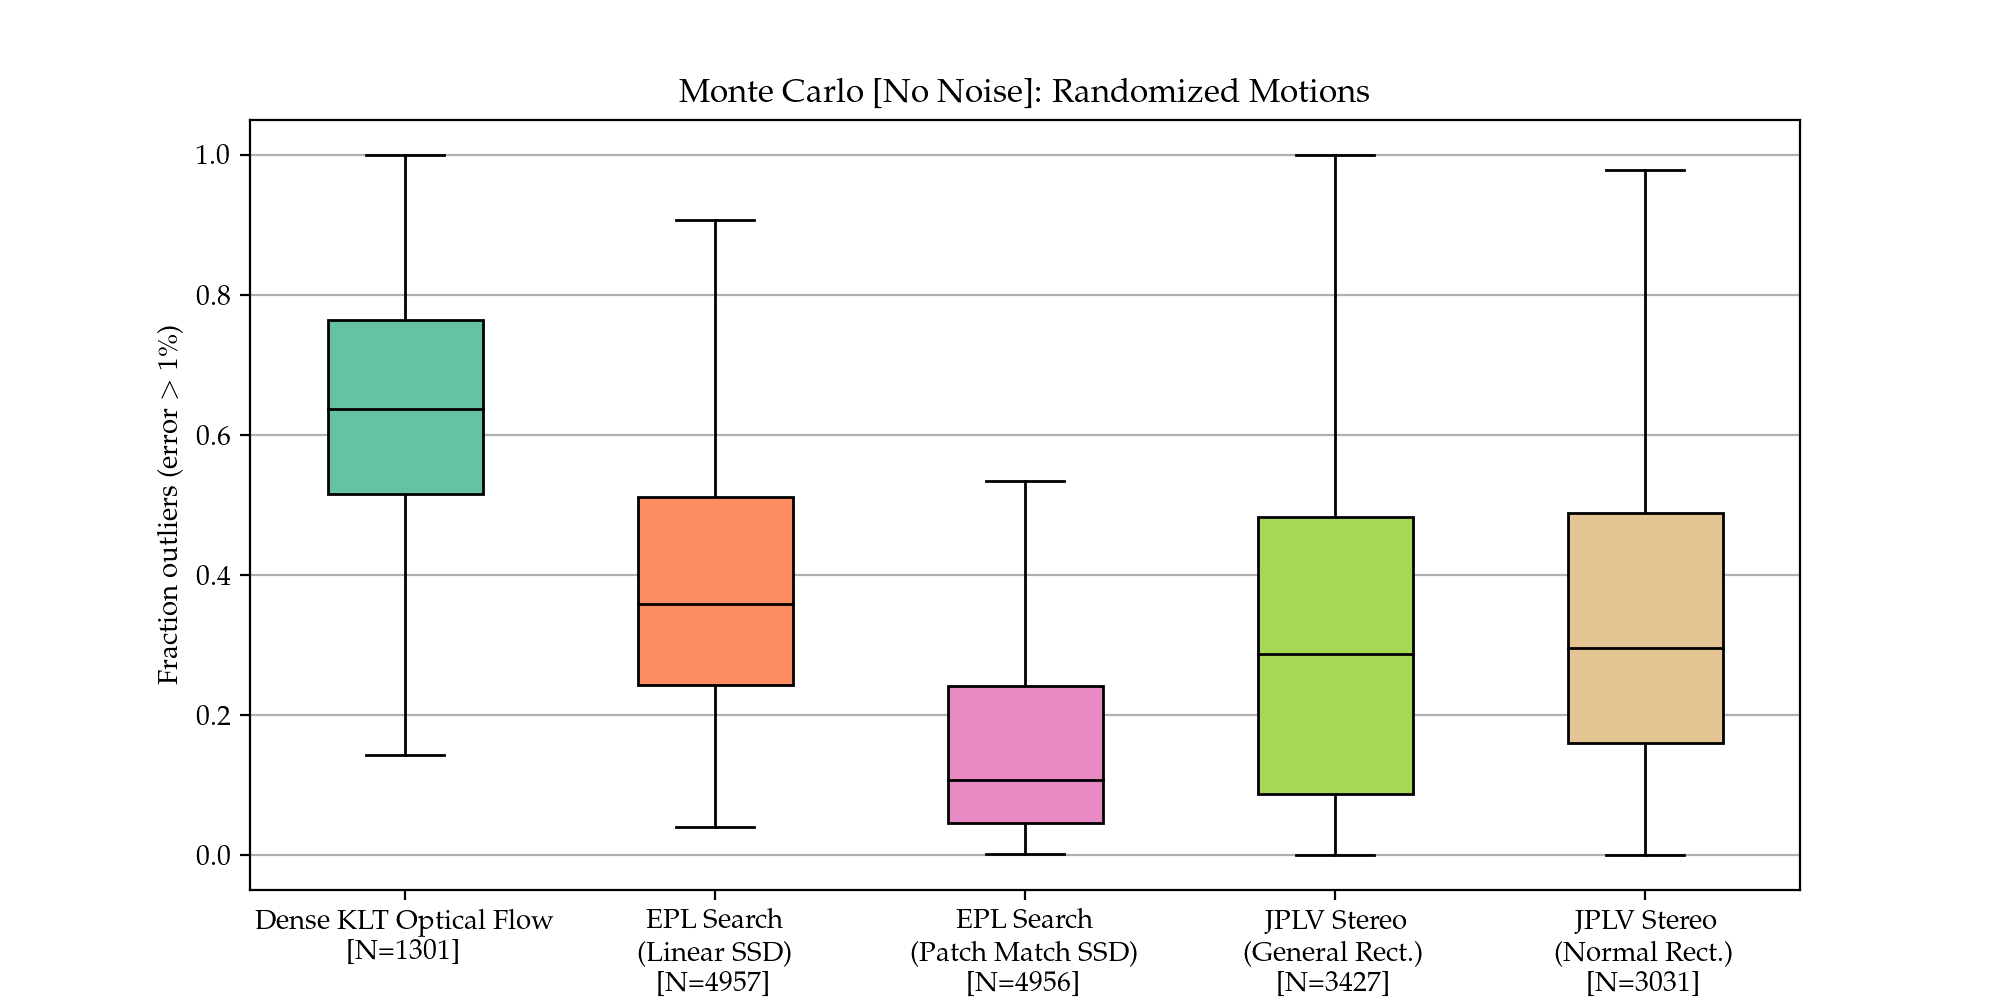 Monte Carlo [No Noise]: Randomized Motions
Fraction outliers (error > 1%)
1.0
0.8
0.6
0.4
0.2
0.0
Dense KLT Optical Flow
[N=1301]
EPL Search
(Linear SSD)
[N=4957]
EPL Search
(Patch Match SSD)
[N=4956]
JPLV Stereo
(General Rect.)
[N=3427]
JPLV Stereo
(Normal Rect.)
[N=3031]